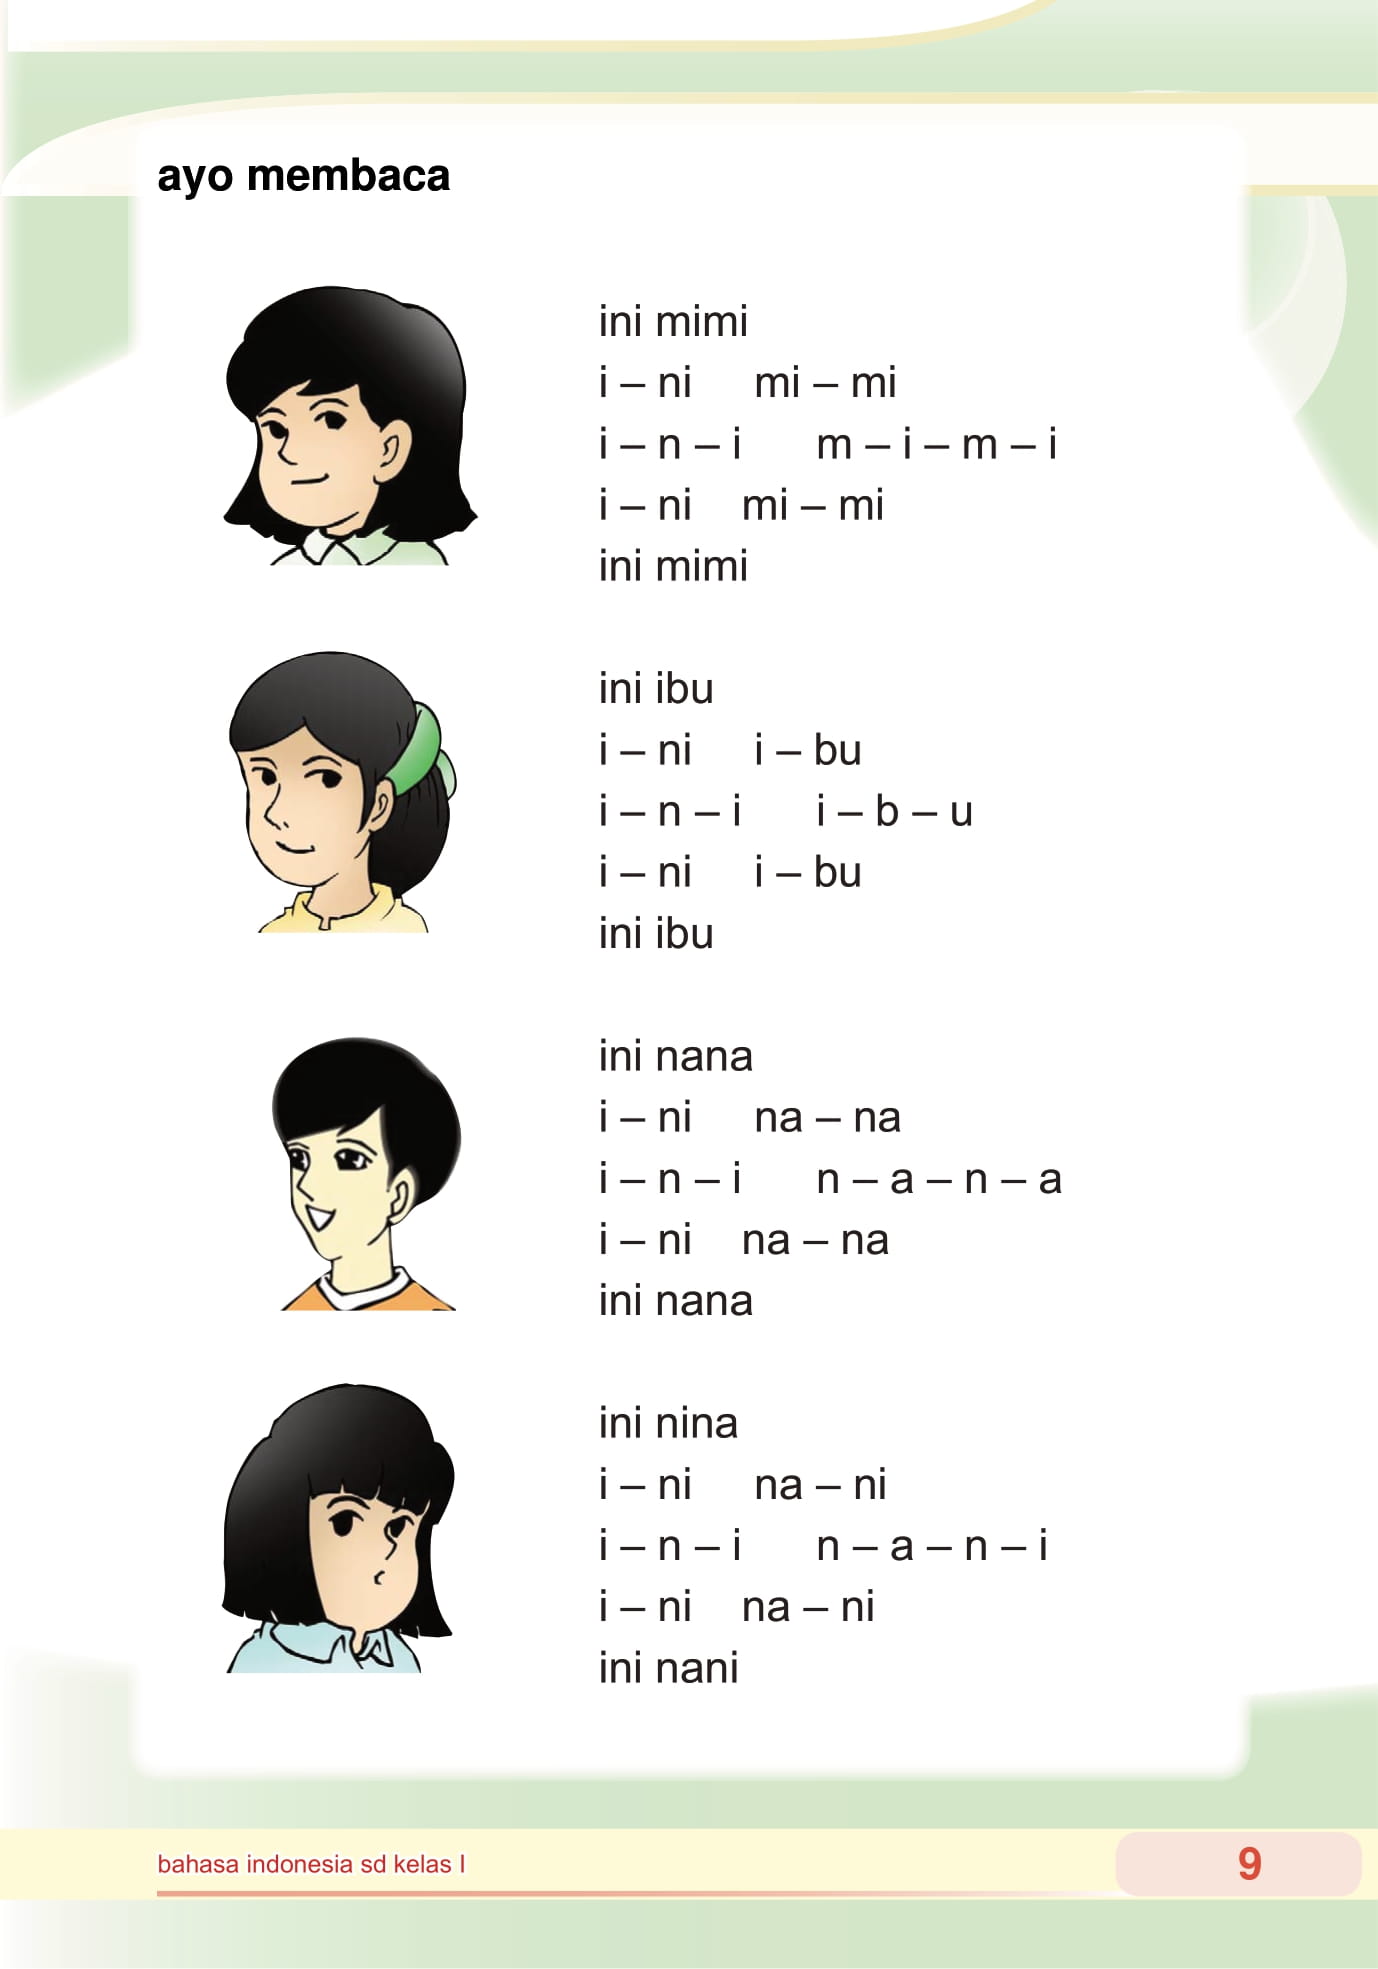 ayo membaca
ini mimi
i – ni mi – mi
i – n – i m – i – m – i
i – ni mi – mi
ini mimi
ini ibu
i – ni i – bu
i – n – i i – b – u
i – ni i – bu
ini ibu
ini nana
i – ni na – na
i – n – i n – a – n – a
i – ni na – na
ini nana
ini nina
i – ni na – ni
i – n – i n – a – n – i
i – ni na – ni
ini nani
bahasa indonesia sd kelas I
9